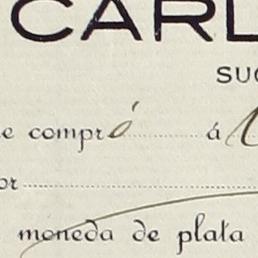 CARL
SUC
e compró á
or
moneda de plata